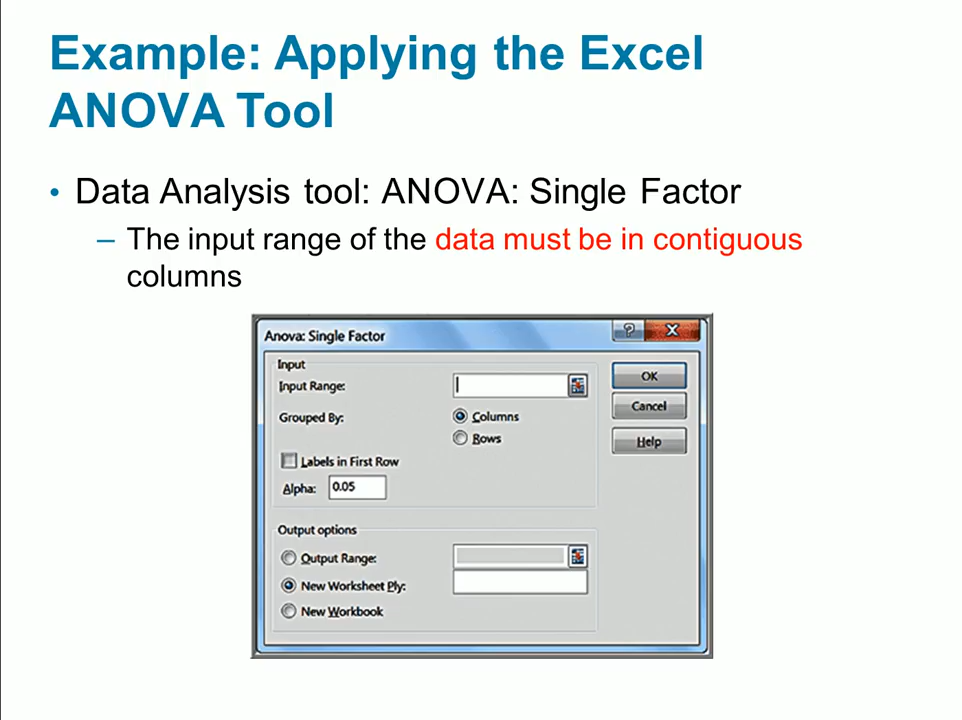 Example: Applying the Excel
ANOVA Tool
• Data Analysis tool: ANOVA: Single Factor
– The input range of the data must be in contiguous
columns
Anova: Single Factor
?
X
Input
Input Range:
Grouped By:
Columns
Rows
Labels in First Row
Alpha: 0.05
OK
Cancel
Help
Output options
Output Range:
New Worksheet Ply:
New Workbook